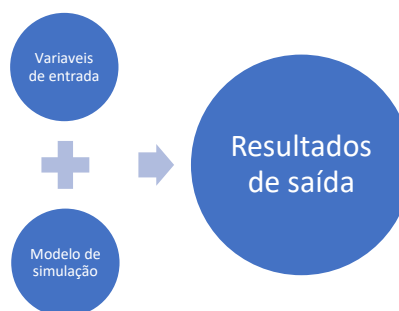 Variaveis
de entrada
Modelo de
simulação
Resultados
de saída